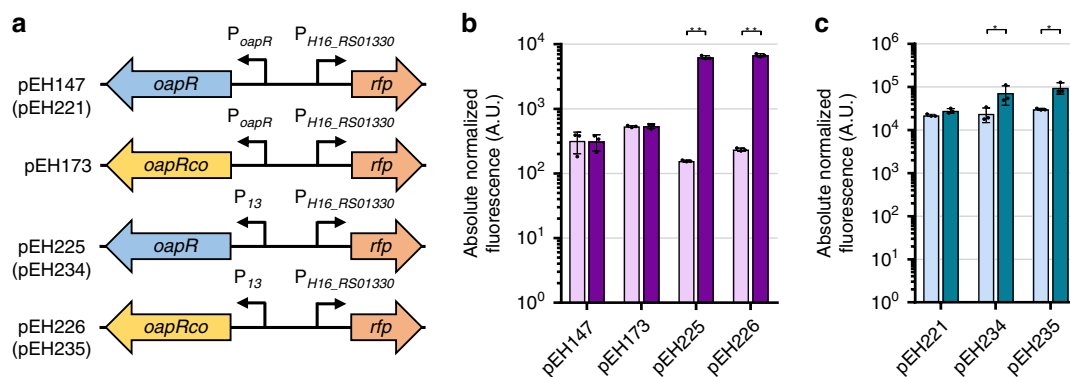 a
P_oapR P_H16_RS01330
pEH147
(pEH221)
oapR rfp
P_oapR P_H16_RS01330
pEH173
oapRco rfp
P_13 P_H16_RS01330
pEH225
(pEH234)
oapR rfp
P_13 P_H16_RS01330
pEH226
(pEH235)
oapRco rfp
b
Absolute normalized
fluorescence (A.U.)
10^4
10^3
10^2
10^1
10^0
** **
pEH147 pEH173 pEH225 pEH226
c
Absolute normalized
fluorescence (A.U.)
10^6
10^5
10^4
10^3
10^2
10^1
10^0
* *
pEH221 pEH234 pEH235